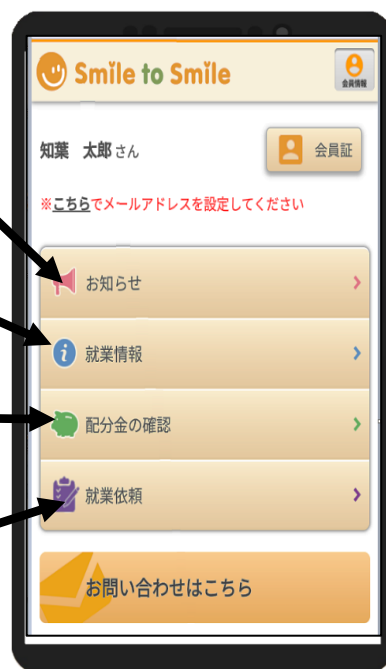 Smile to Smile
会員情報
知葉 太郎さん
会員証
※こちらでメールアドレスを設定してください
お知らせ
就業情報
配分金の確認
就業依頼
お問い合わせはこちら